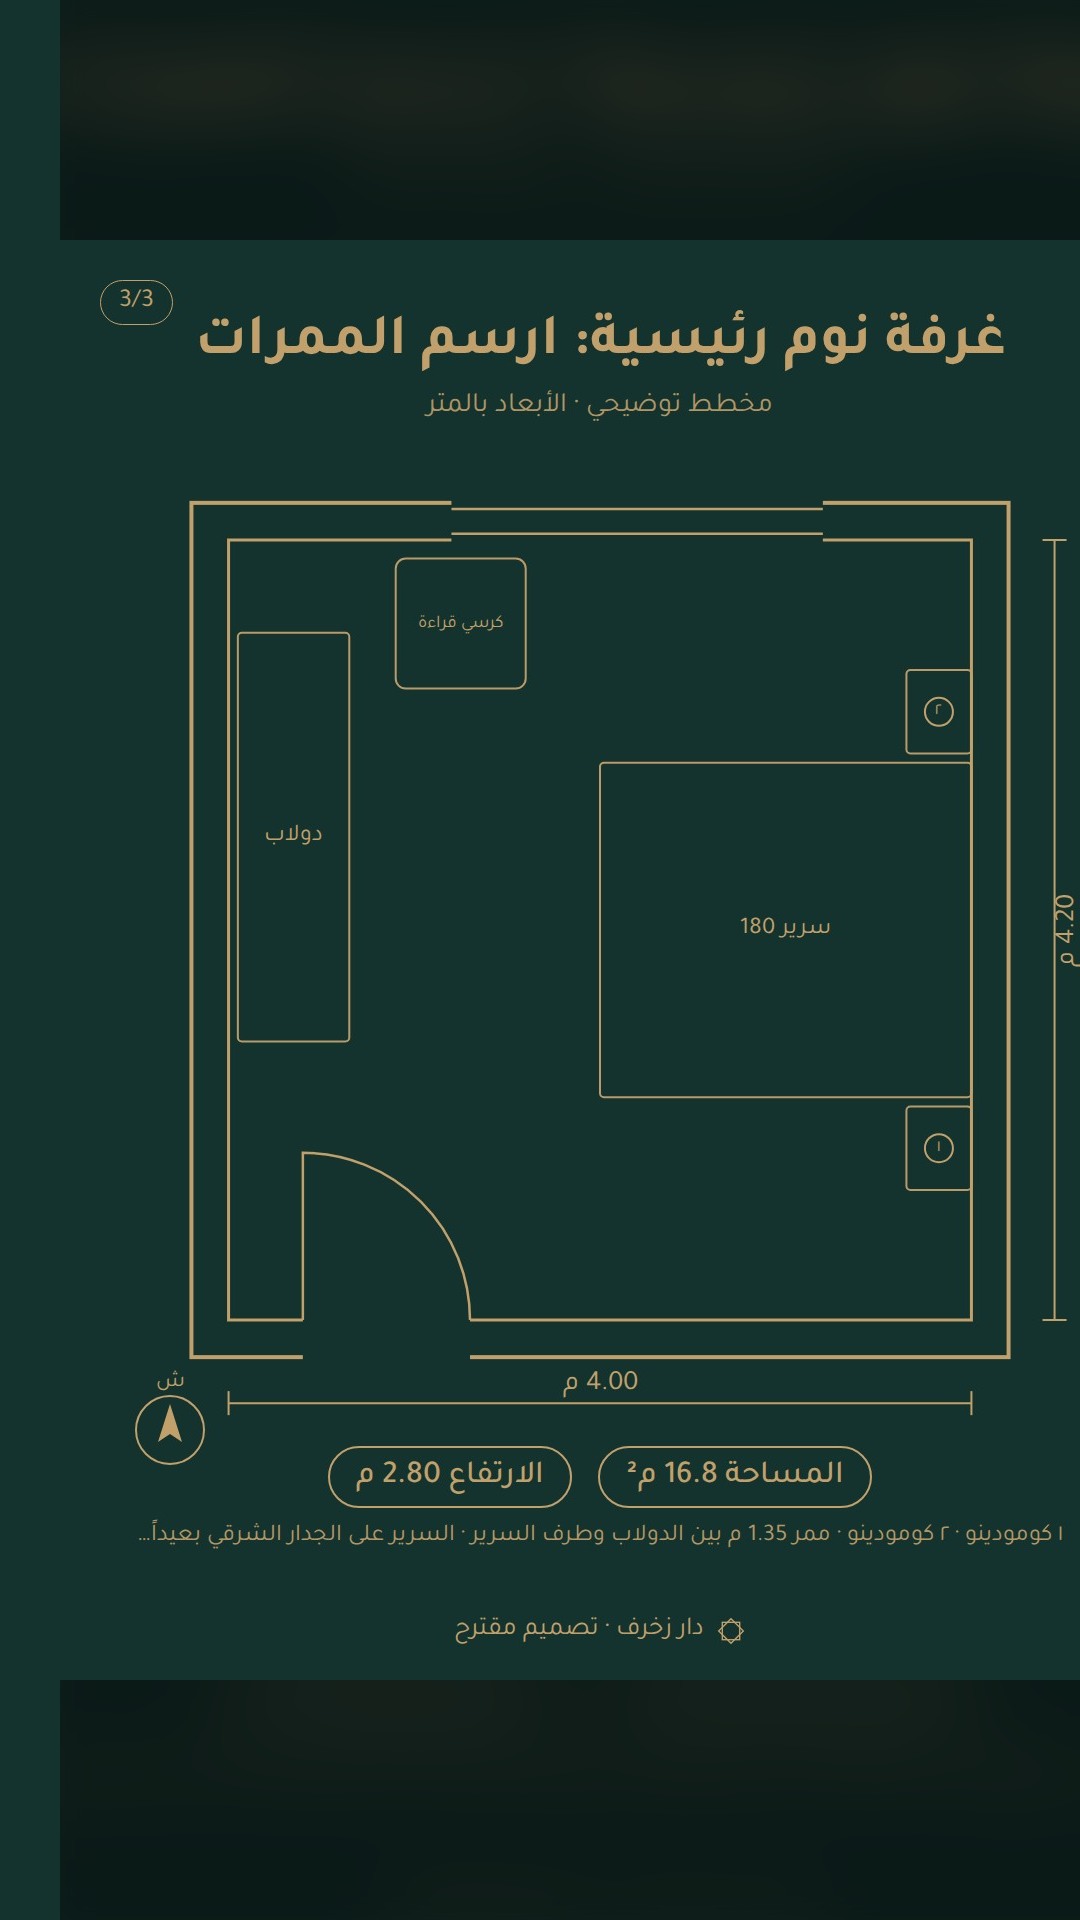 3/3
غرفة نوم رئيسية: ارسم الممرات
مخطط توضيحي · الأبعاد بالمتر
كرسي قراءة
٢
دولاب
سرير 180
4.20 م
١
ش
4.00 م
المساحة 16.8 م²
الارتفاع 2.80 م
١ كومودينو · ٢ كومودينو · ممر 1.35 م بين الدولاب وطرف السرير · السرير على الجدار الشرقي بعيداً…
دار زخرف · تصميم مقترح